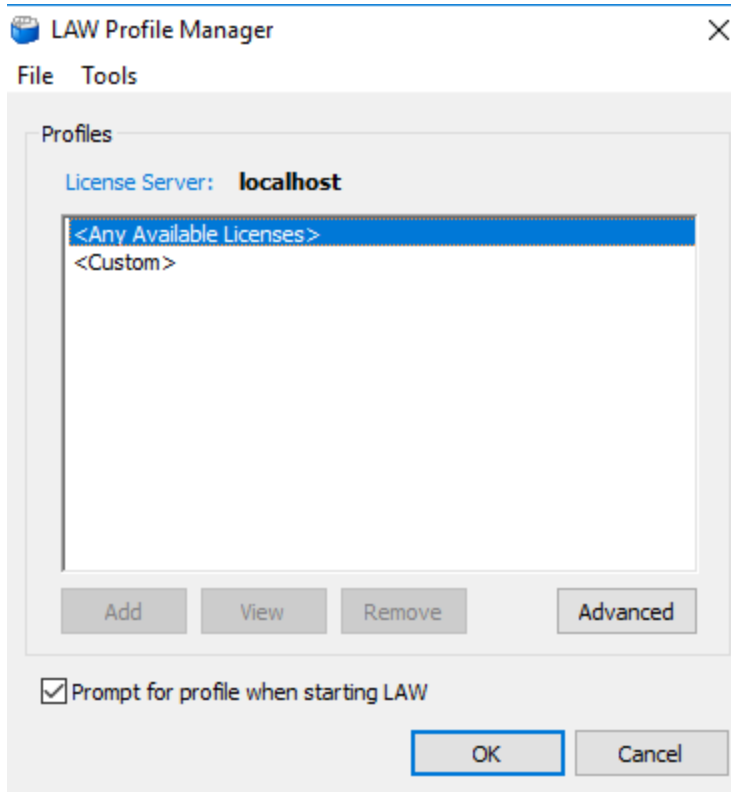 LAW Profile Manager
File Tools
Profiles
License Server: localhost
<Any Available Licenses>
<Custom>
Add View Remove Advanced
Prompt for profile when starting LAW
OK Cancel